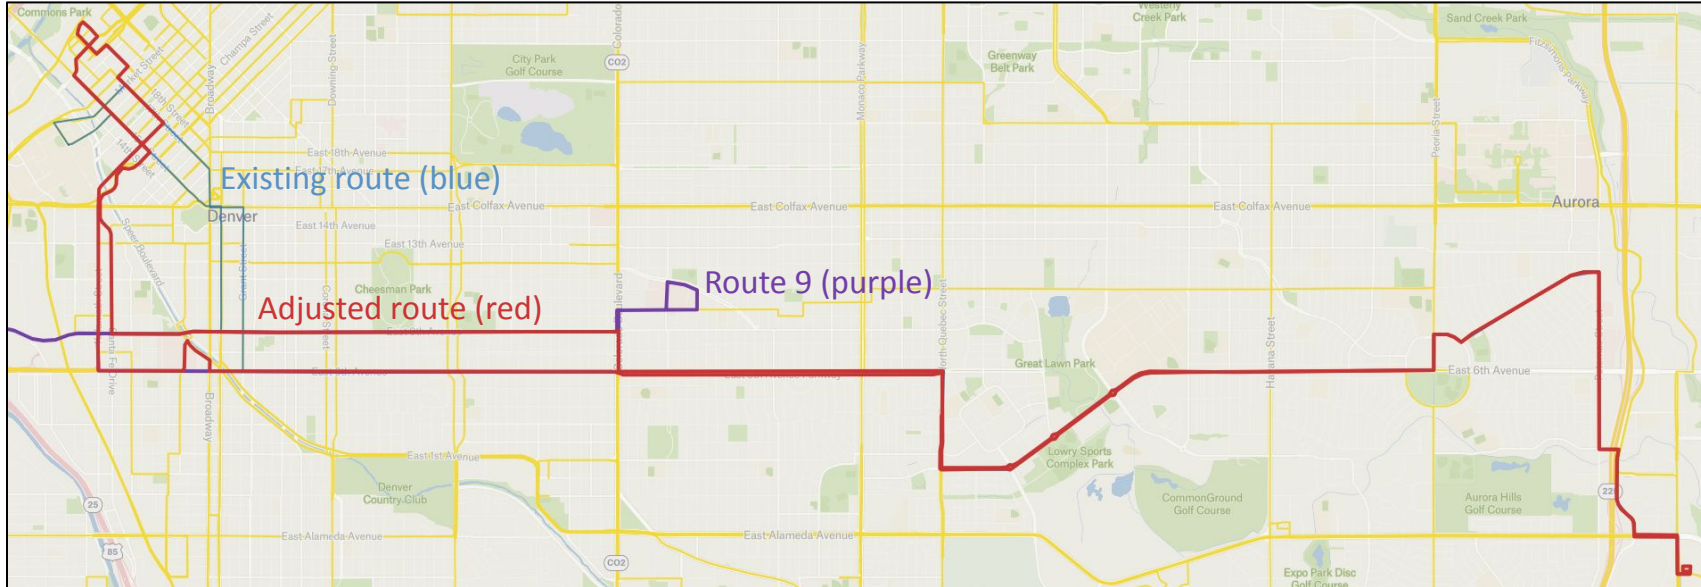 Commons Park
Champa Street
Market Street
18th Street
14th Street
Broadway
Downing Street
City Park
Golf Course
Colorado
CO2
Monaco Parkway
Westerly
Creek Park
Greenway
Belt Park
Sand Creek Park
Fitzsimons Parkway
Peoria Street
East 18th Avenue
East 17th Avenue
Existing route (blue)
Denver
East Colfax Avenue
East Colfax Avenue
East Colfax Avenue
Aurora
East 14th Avenue
East 13th Avenue
Speer Boulevard
Grant Street
Cheesman Park
Route 9 (purple)
Adjusted route (red)
Santa Fe Drive
North Quebec Street
Havana Street
Great Lawn Park
East 6th Avenue
Broadway
East 1st Avenue
Lowry Sports
Complex Park
Denver
Country Club
25
CommonGround
Golf Course
Aurora Hills
Golf Course
225
East Alameda Avenue
East Alameda Avenue
85
CO2
Expo Park Disc
Golf Course